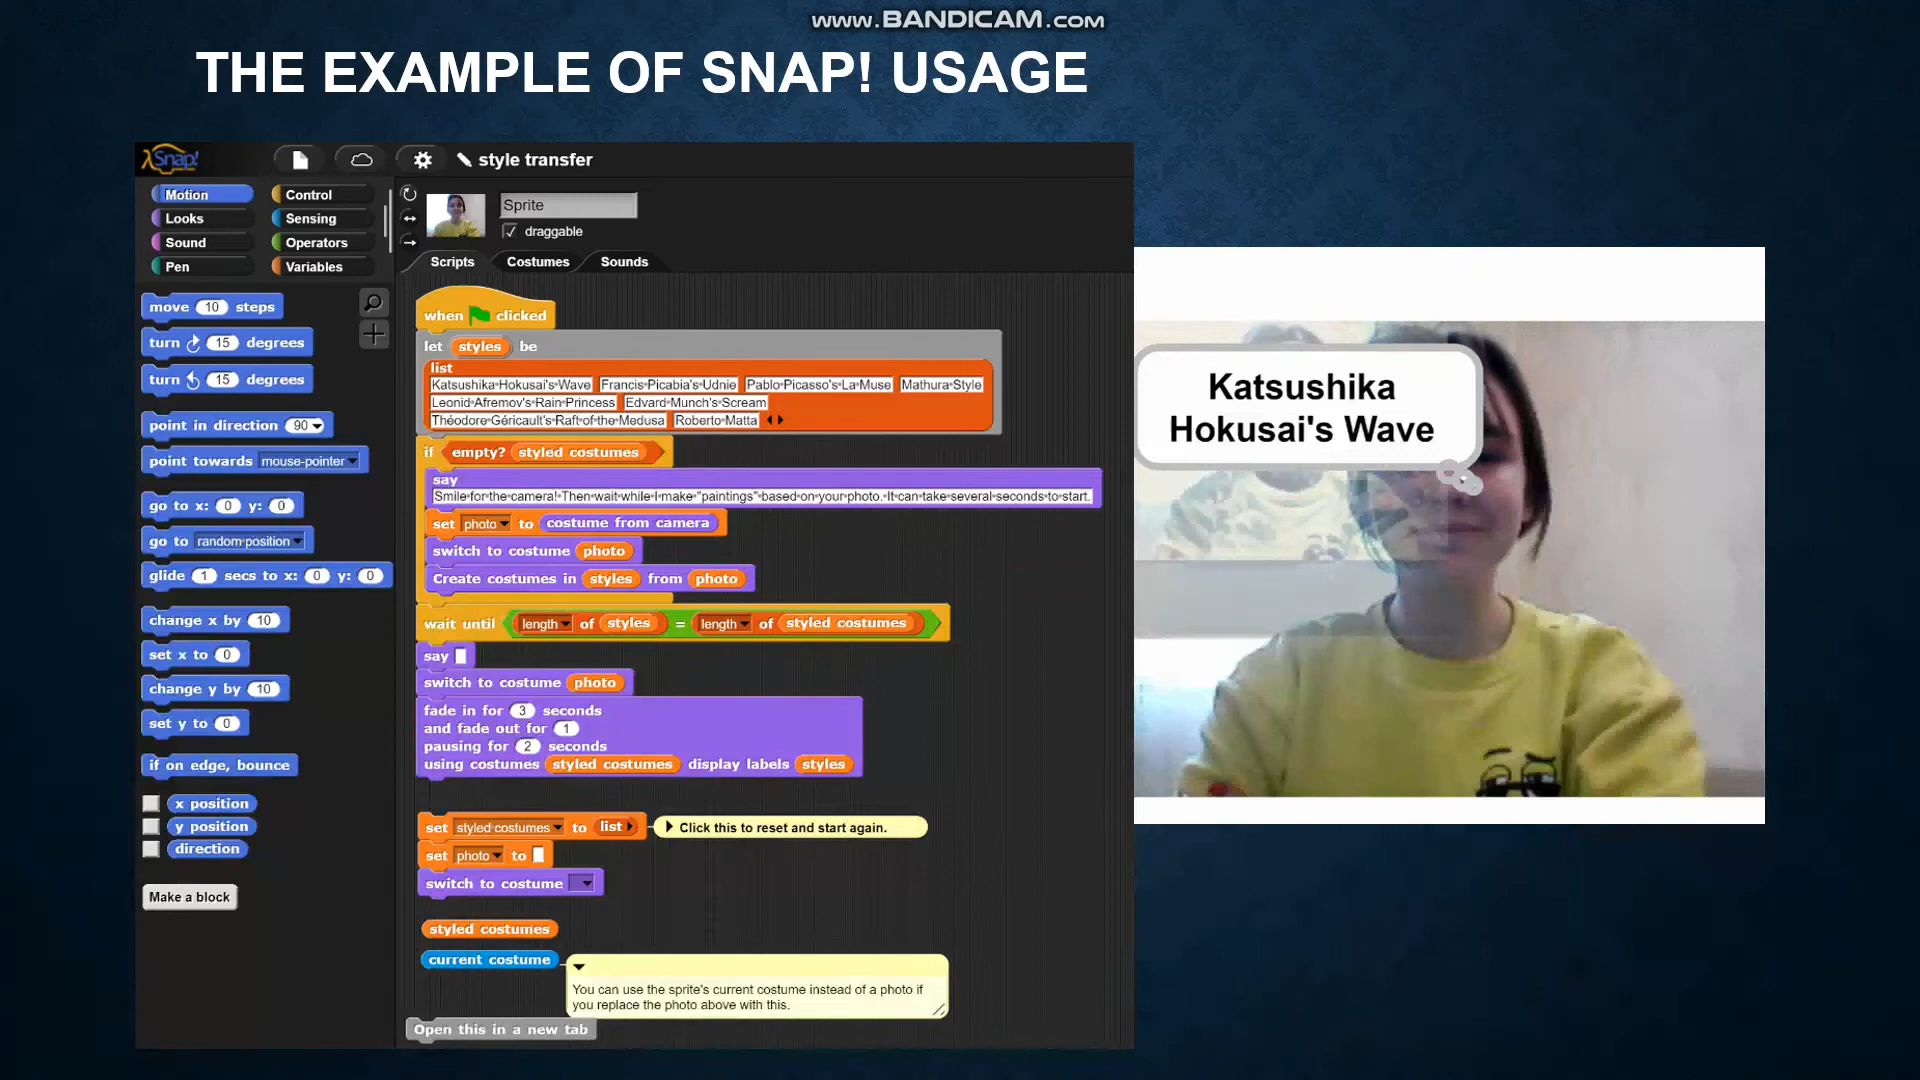 www.BANDICAM.com
THE EXAMPLE OF SNAP! USAGE
Snap!
style transfer
Motion
Control
Looks
Sensing
Sound
Operators
Pen
Variables
move 10 steps
turn 15 degrees
turn 15 degrees
point in direction 90
point towards mouse-pointer
go to x: 0 y: 0
go to random position
glide 1 secs to x: 0 y: 0
change x by 10
set x to 0
change y by 10
set y to 0
if on edge, bounce
x position
y position
direction
Make a block
Sprite
draggable
Scripts Costumes Sounds
when clicked
let styles be
list
Katsushika Hokusai's Wave Francis Picabia's Udnie Pablo Picasso's La Muse Mathura Style
Leonid Afremov's Rain Princess Edvard Munch's Scream
Théodore Géricault's Raft of the Medusa Roberto Matta
if empty? styled costumes
say
Smile for the camera! Then wait while I make "paintings" based on your photo. It can take several seconds to start.
set photo to costume from camera
switch to costume photo
Create costumes in styles from photo
wait until length of styles = length of styled costumes
say
switch to costume photo
fade in for 3 seconds
and fade out for 1
pausing for 2 seconds
using costumes styled costumes display labels styles
set styled costumes to list
Click this to reset and start again.
set photo to
switch to costume
styled costumes
current costume
You can use the sprite's current costume instead of a photo if
you replace the photo above with this.
Open this in a new tab
Katsushika
Hokusai's Wave